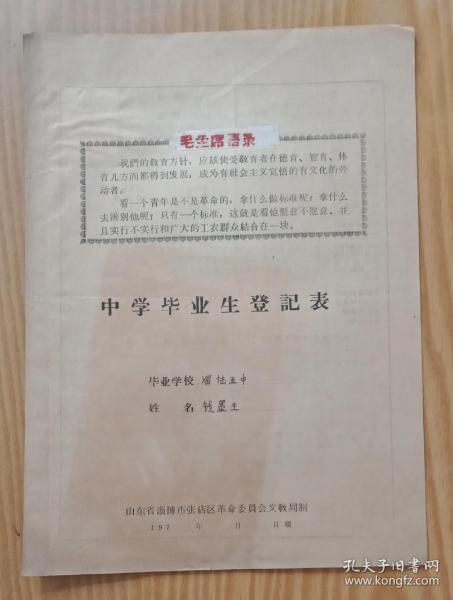 毛主席语录
我們的教育方針，应該使受教育者在德育、智育、体
育几方面都得到发展，成为有社会主义觉悟的有文化的劳
动者。
看一个青年是不是革命的，拿什么做标准呢？拿什么
去辨别他呢？只有一个标准，这就是看他愿意不愿意、并
且实行不实行和广大的工农群众結合在一块。
中学毕业生登記表
毕业学校 淄博五中
姓 名 钱墨生
山东省淄博市张店区革命委員会文教局制
197 年 月 日填
孔夫子旧书网
www.kongfz.com